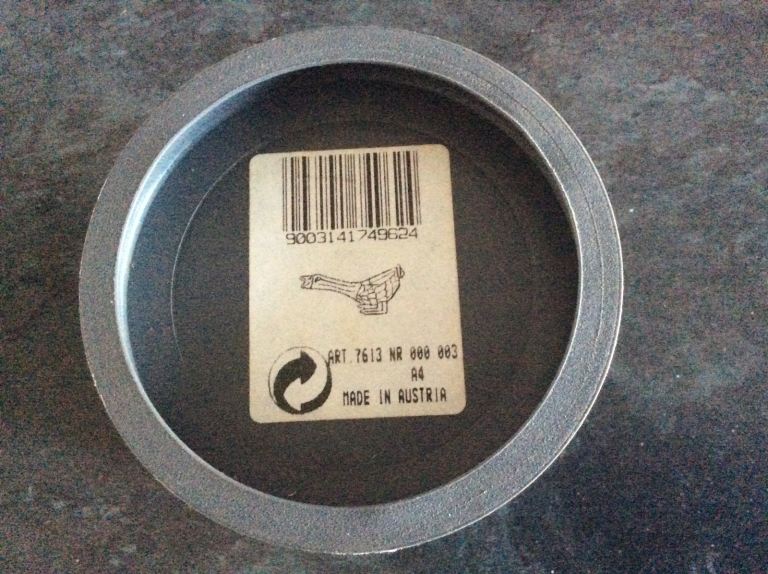 9003141749624
ART.7613 NR 000 003
A4
MADE IN AUSTRIA